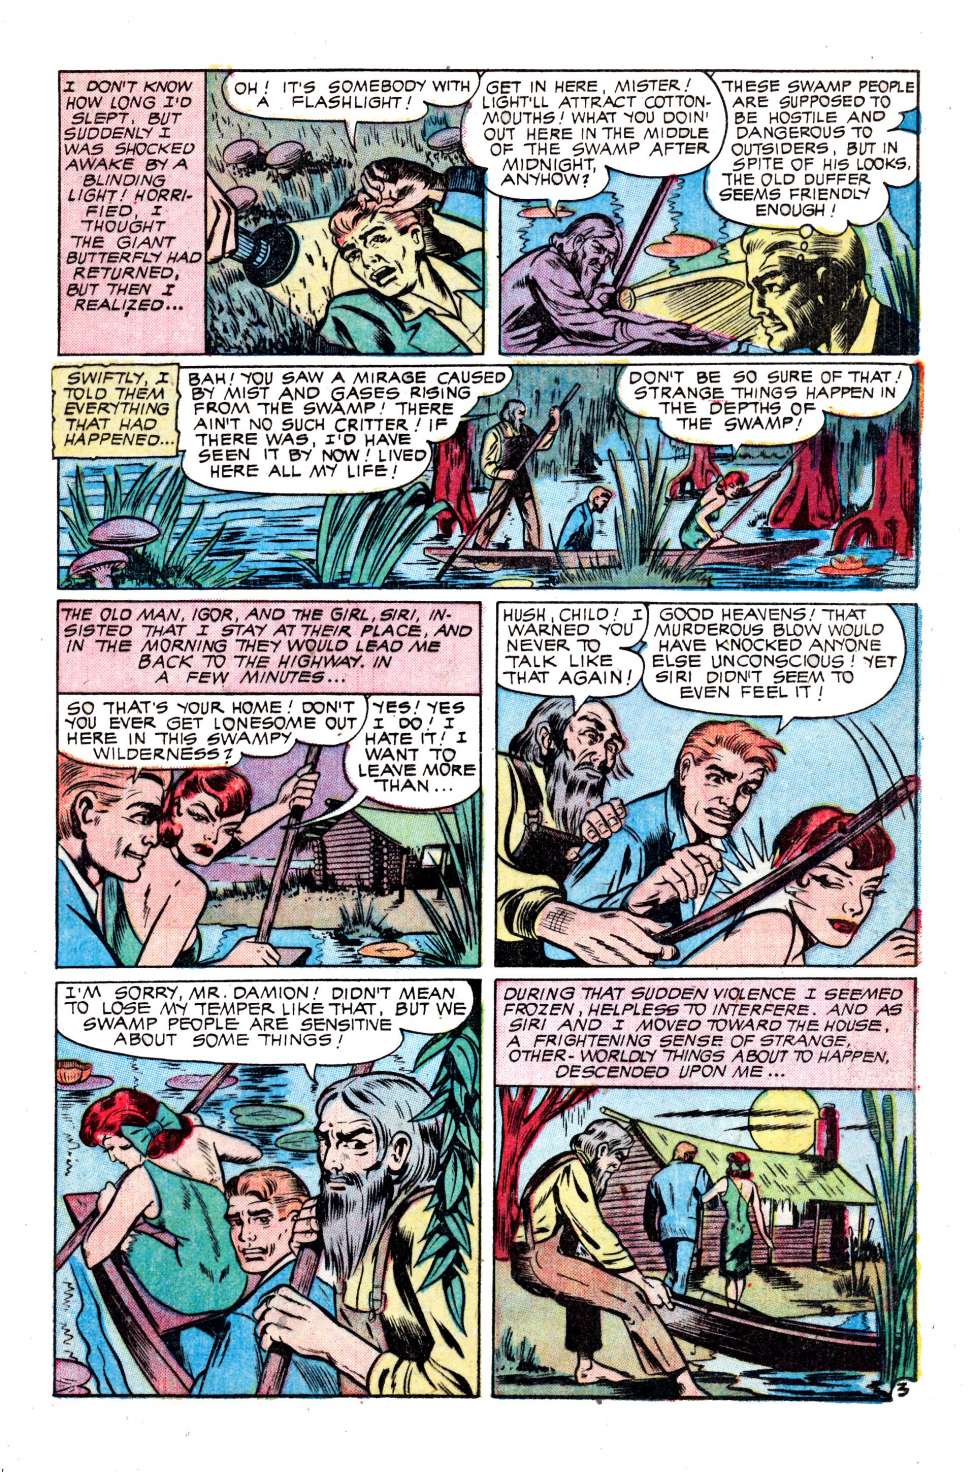 I DON'T KNOW
HOW LONG I'D
SLEPT, BUT
SUDDENLY I
WAS SHOCKED
AWAKE BY A
BLINDING
LIGHT! HORRI-
FIED, I
THOUGHT
THE GIANT
BUTTERFLY HAD
RETURNED,
BUT THEN I
REALIZED...
OH! IT'S SOMEBODY WITH
A FLASHLIGHT!
GET IN HERE, MISTER!
LIGHT'LL ATTRACT COTTON-
MOUTHS! WHAT YOU DOIN'
OUT HERE IN THE MIDDLE
OF THE SWAMP AFTER
MIDNIGHT,
ANYHOW?
THESE SWAMP PEOPLE
ARE SUPPOSED TO
BE HOSTILE AND
DANGEROUS TO
OUTSIDERS, BUT IN
SPITE OF HIS LOOKS,
THE OLD DUFFER
SEEMS FRIENDLY
ENOUGH!
SWIFTLY, I
TOLD THEM
EVERYTHING
THAT HAD
HAPPENED...
BAH! YOU SAW A MIRAGE CAUSED
BY MIST AND GASES RISING
FROM THE SWAMP! THERE
AIN'T NO SUCH CRITTER! IF
THERE WAS, I'D HAVE
SEEN IT BY NOW! LIVED
HERE ALL MY LIFE!
DON'T BE SO SURE OF THAT!
STRANGE THINGS HAPPEN IN
THE DEPTHS OF
THE SWAMP!
THE OLD MAN, IGOR, AND THE GIRL, SIRI, IN-
SISTED THAT I STAY AT THEIR PLACE, AND
IN THE MORNING THEY WOULD LEAD ME
BACK TO THE HIGHWAY. IN
A FEW MINUTES...
SO THAT'S YOUR HOME! DON'T
YOU EVER GET LONESOME OUT
HERE IN THIS SWAMPY
WILDERNESS?
YES! YES
I DO! I
HATE IT! I
WANT TO
LEAVE MORE
THAN...
HUSH, CHILD! I
WARNED YOU
NEVER TO
TALK LIKE
THAT AGAIN!
GOOD HEAVENS! THAT
MURDEROUS BLOW WOULD
HAVE KNOCKED ANYONE
ELSE UNCONSCIOUS! YET
SIRI DIDN'T SEEM TO
EVEN FEEL IT!
I'M SORRY, MR. DAMION! DIDN'T MEAN
TO LOSE MY TEMPER LIKE THAT, BUT WE
SWAMP PEOPLE ARE SENSITIVE
ABOUT SOME THINGS!
DURING THAT SUDDEN VIOLENCE I SEEMED
FROZEN, HELPLESS TO INTERFERE. AND AS
SIRI AND I MOVED TOWARD THE HOUSE,
A FRIGHTENING SENSE OF STRANGE,
OTHER-WORLDLY THINGS ABOUT TO HAPPEN,
DESCENDED UPON ME...
3